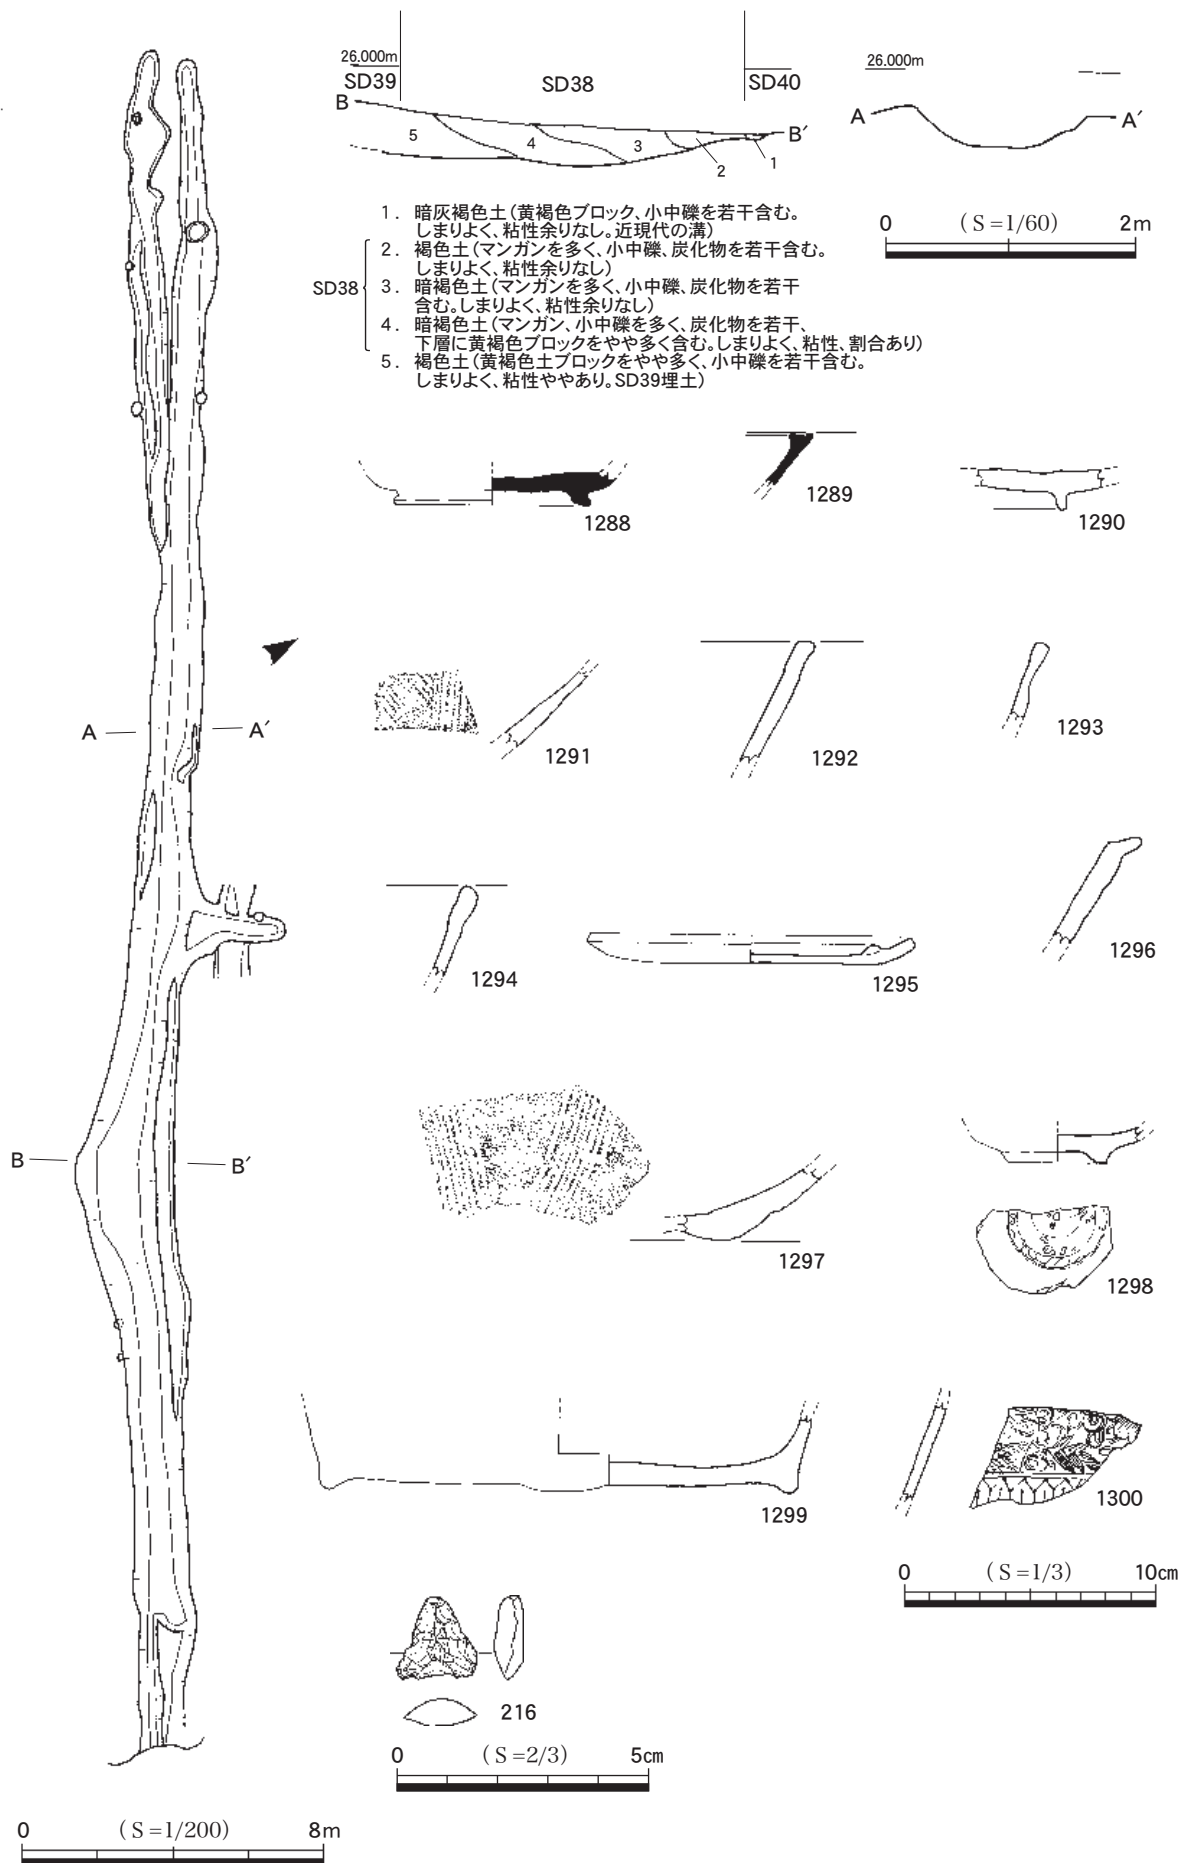 26.000m
SD39
SD38
SD40
B
B′
5
4
3
2
1
26.000m
A
A′
0 (S=1/60) 2m
1. 暗灰褐色土(黄褐色ブロック、小中礫を若干含む。
しまりよく、粘性余りなし。近現代の溝)
SD38
2. 褐色土(マンガンを多く、小中礫、炭化物を若干含む。
しまりよく、粘性余りなし)
3. 暗褐色土(マンガンを多く、小中礫、炭化物を若干
含む。しまりよく、粘性余りなし)
4. 暗褐色土(マンガン、小中礫を多く、炭化物を若干、
下層に黄褐色ブロックをやや多く含む。しまりよく、粘性、割合あり)
5. 褐色土(黄褐色土ブロックをやや多く、小中礫を若干含む。
しまりよく、粘性ややあり。SD39埋土)
1288
1289
1290
A
A′
1291
1292
1293
1294
1295
1296
B
B′
1297
1298
1299
1300
0 (S=1/3) 10cm
216
0 (S=2/3) 5cm
0 (S=1/200) 8m